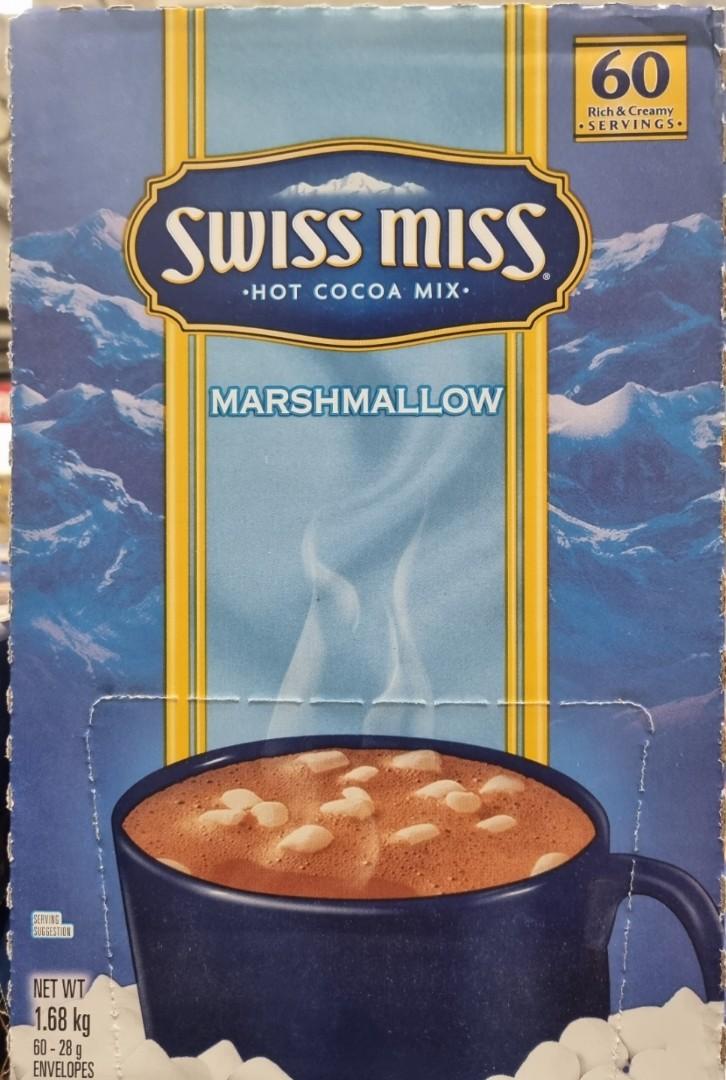 60
Rich & Creamy
• SERVINGS •
SWISS MISS®
•HOT COCOA MIX•
MARSHMALLOW
SERVING
SUGGESTION
NET WT
1.68 kg
60 - 28 g
ENVELOPES